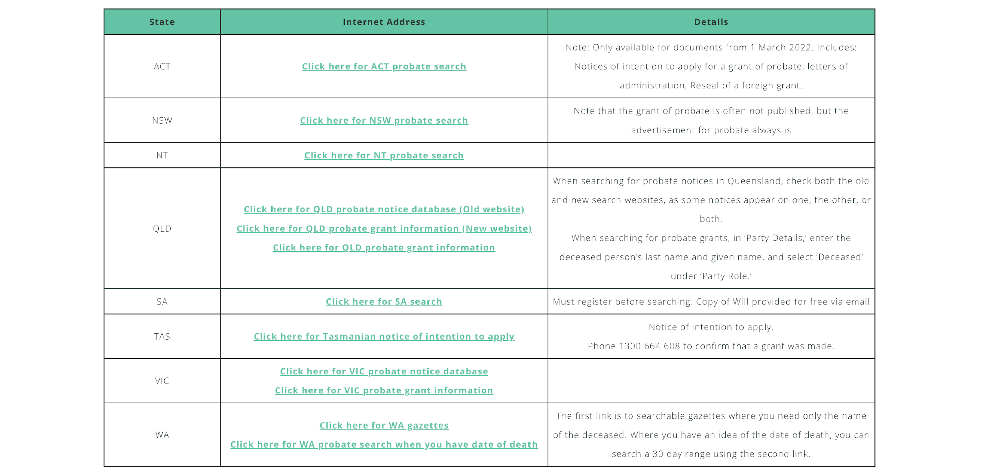 State Internet Address Details
ACT
Click here for ACT probate search
Note: Only available for documents from 1 March 2022. Includes:
Notices of intention to apply for a grant of probate, letters of
administration, Reseal of a foreign grant.
NSW
Click here for NSW probate search
Note that the grant of probate is often not published, but the
advertisement for probate always is
NT
Click here for NT probate search
QLD
Click here for QLD probate notice database (Old website)
Click here for QLD probate grant information (New website)
Click here for QLD probate grant information
When searching for probate notices in Queensland, check both the old
and new search websites, as some notices appear on one, the other, or
both.
When searching for probate grants, in ‘Party Details,’ enter the
deceased person’s last name and given name, and select ‘Deceased’
under ‘Party Role.’
SA
Click here for SA search
Must register before searching. Copy of Will provided for free via email
TAS
Click here for Tasmanian notice of intention to apply
Notice of intention to apply.
Phone 1300 664 608 to confirm that a grant was made.
VIC
Click here for VIC probate notice database
Click here for VIC probate grant information
WA
Click here for WA gazettes
Click here for WA probate search when you have date of death
The first link is to searchable gazettes where you need only the name
of the deceased. Where you have an idea of the date of death, you can
search a 30 day range using the second link.